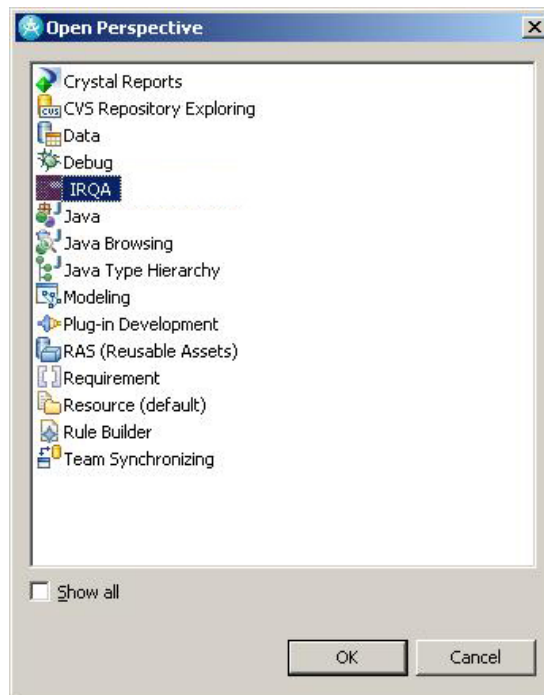 Open Perspective
Crystal Reports
CVS Repository Exploring
Data
Debug
IRQA
Java
Java Browsing
Java Type Hierarchy
Modeling
Plug-in Development
RAS (Reusable Assets)
Requirement
Resource (default)
Rule Builder
Team Synchronizing
Show all
OK Cancel